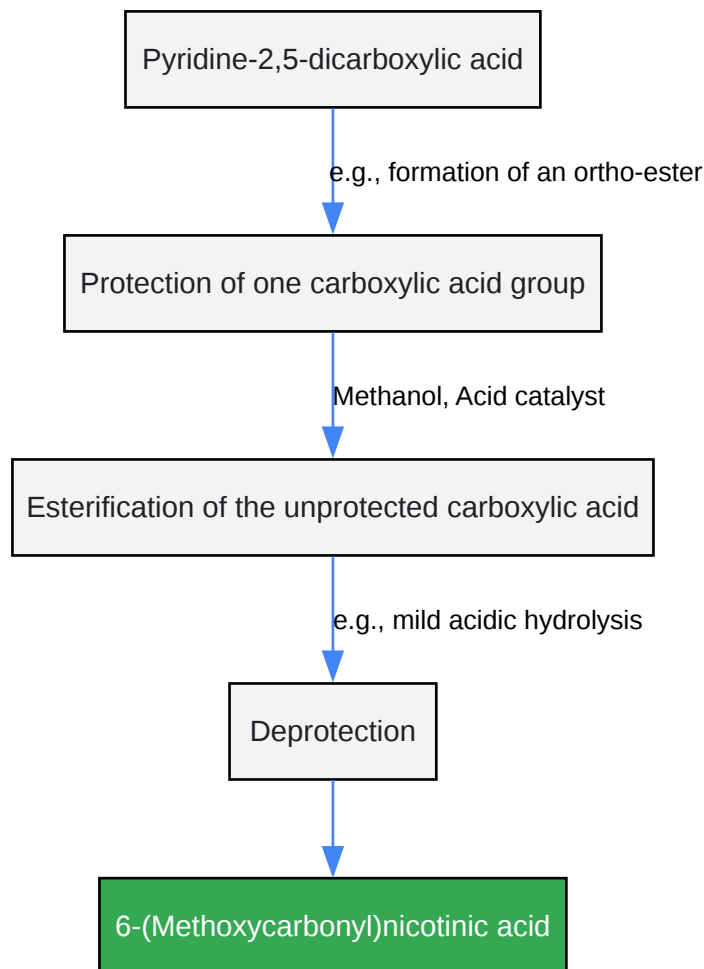 Pyridine-2,5-dicarboxylic acid
e.g., formation of an ortho-ester
Protection of one carboxylic acid group
Methanol, Acid catalyst
Esterification of the unprotected carboxylic acid
e.g., mild acidic hydrolysis
Deprotection
6-(Methoxycarbonyl)nicotinic acid